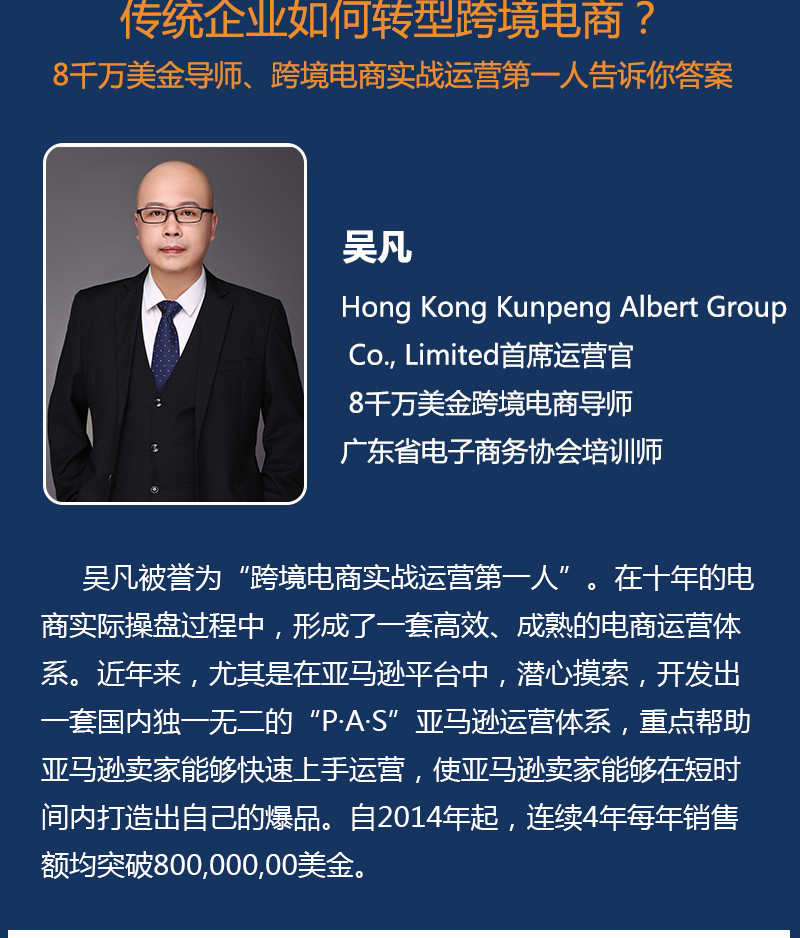 传统企业如何转型跨境电商？
8千万美金导师、跨境电商实战运营第一人告诉你答案
吴凡
Hong Kong Kunpeng Albert Group
Co., Limited首席运营官
8千万美金跨境电商导师
广东省电子商务协会培训师
吴凡被誉为“跨境电商实战运营第一人”。在十年的电
商实际操盘过程中，形成了一套高效、成熟的电商运营体
系。近年来，尤其是在亚马逊平台中，潜心摸索，开发出
一套国内独一无二的“P·A·S”亚马逊运营体系，重点帮助
亚马逊卖家能够快速上手运营，使亚马逊卖家能够在短时
间内打造出自己的爆品。自2014年起，连续4年每年销售
额均突破800,000,00美金。